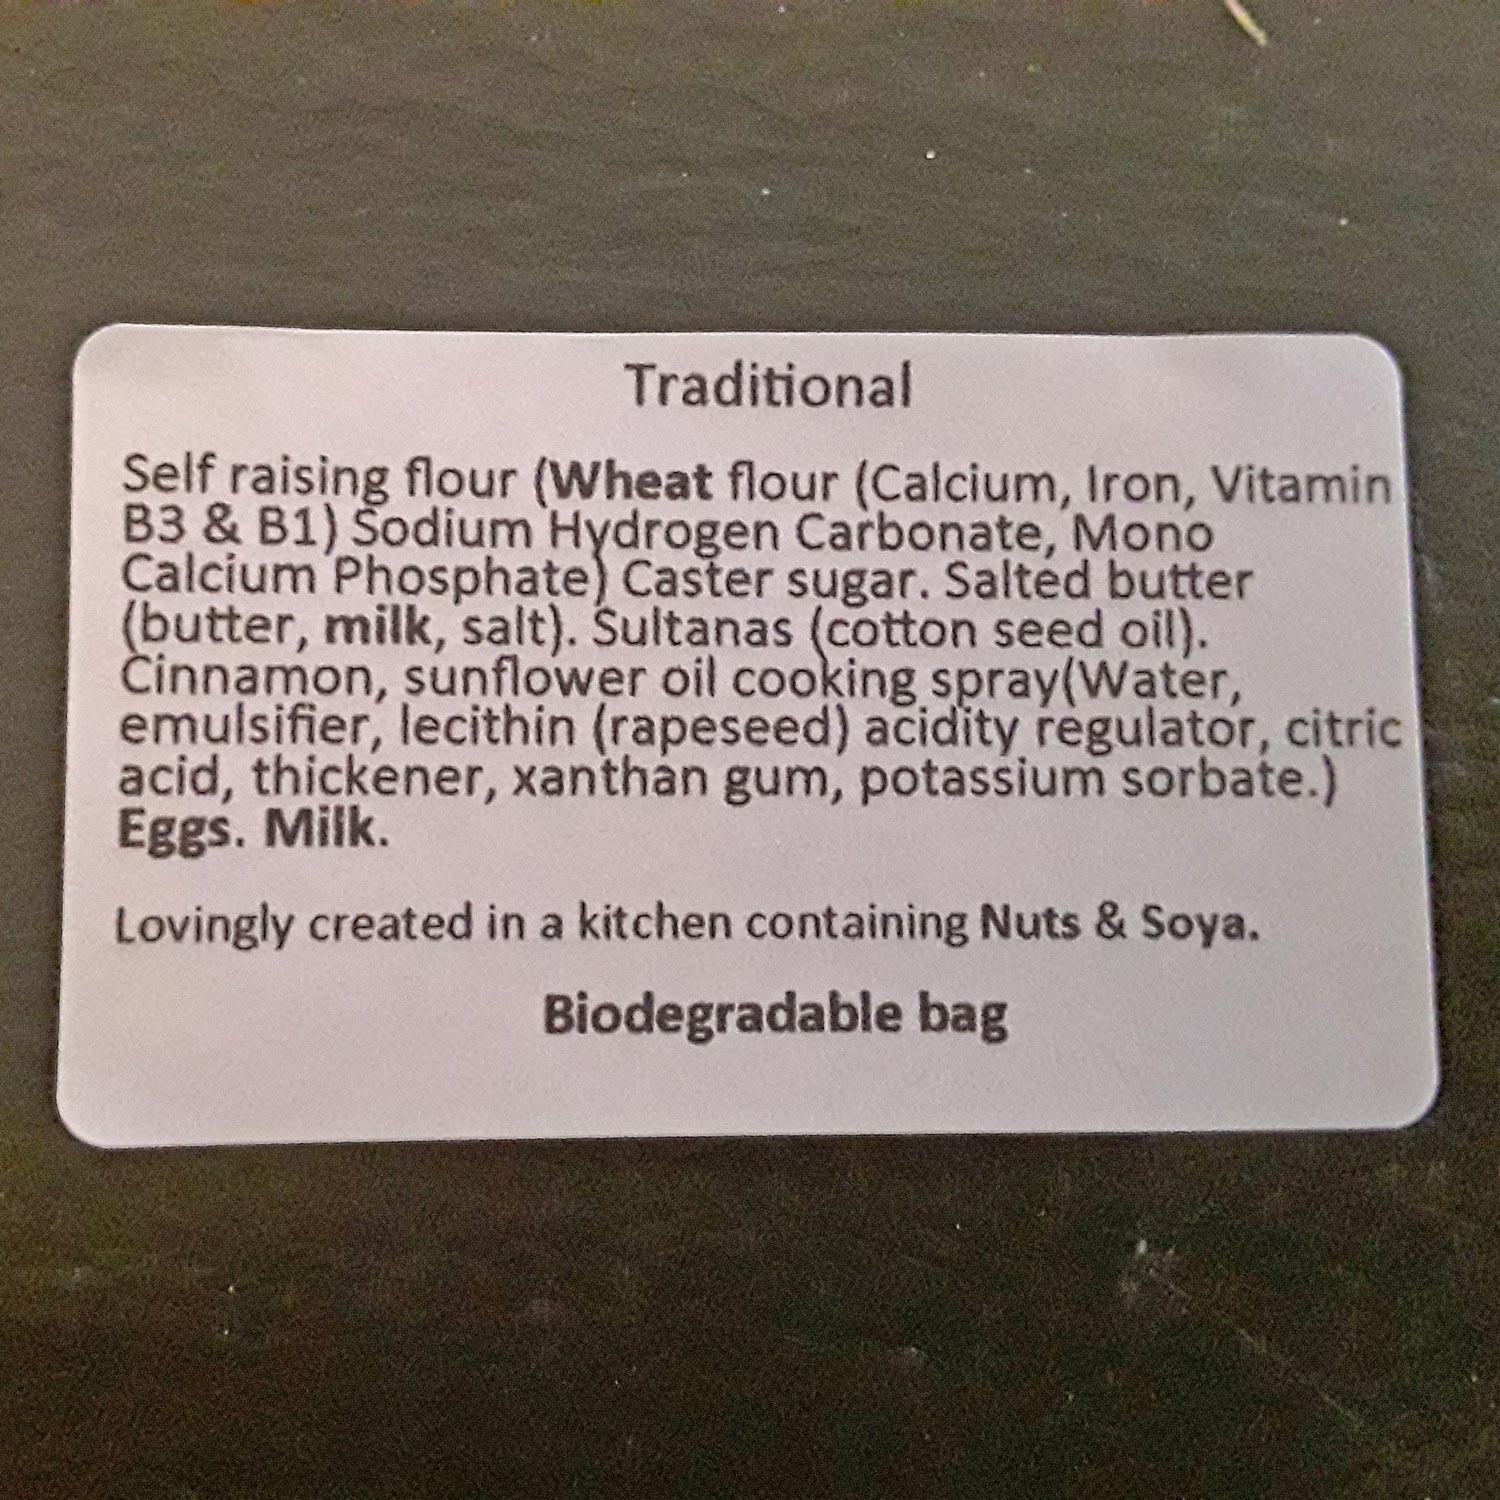 Traditional
Self raising flour (Wheat flour (Calcium, Iron, Vitamin
B3 & B1) Sodium Hydrogen Carbonate, Mono
Calcium Phosphate) Caster sugar. Salted butter
(butter, milk, salt). Sultanas (cotton seed oil).
Cinnamon, sunflower oil cooking spray(Water,
emulsifier, lecithin (rapeseed) acidity regulator, citric
acid, thickener, xanthan gum, potassium sorbate.)
Eggs. Milk.
Lovingly created in a kitchen containing Nuts & Soya.
Biodegradable bag